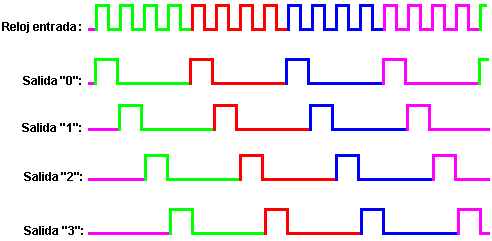 Reloj entrada:
Salida "0":
Salida "1":
Salida "2":
Salida "3":